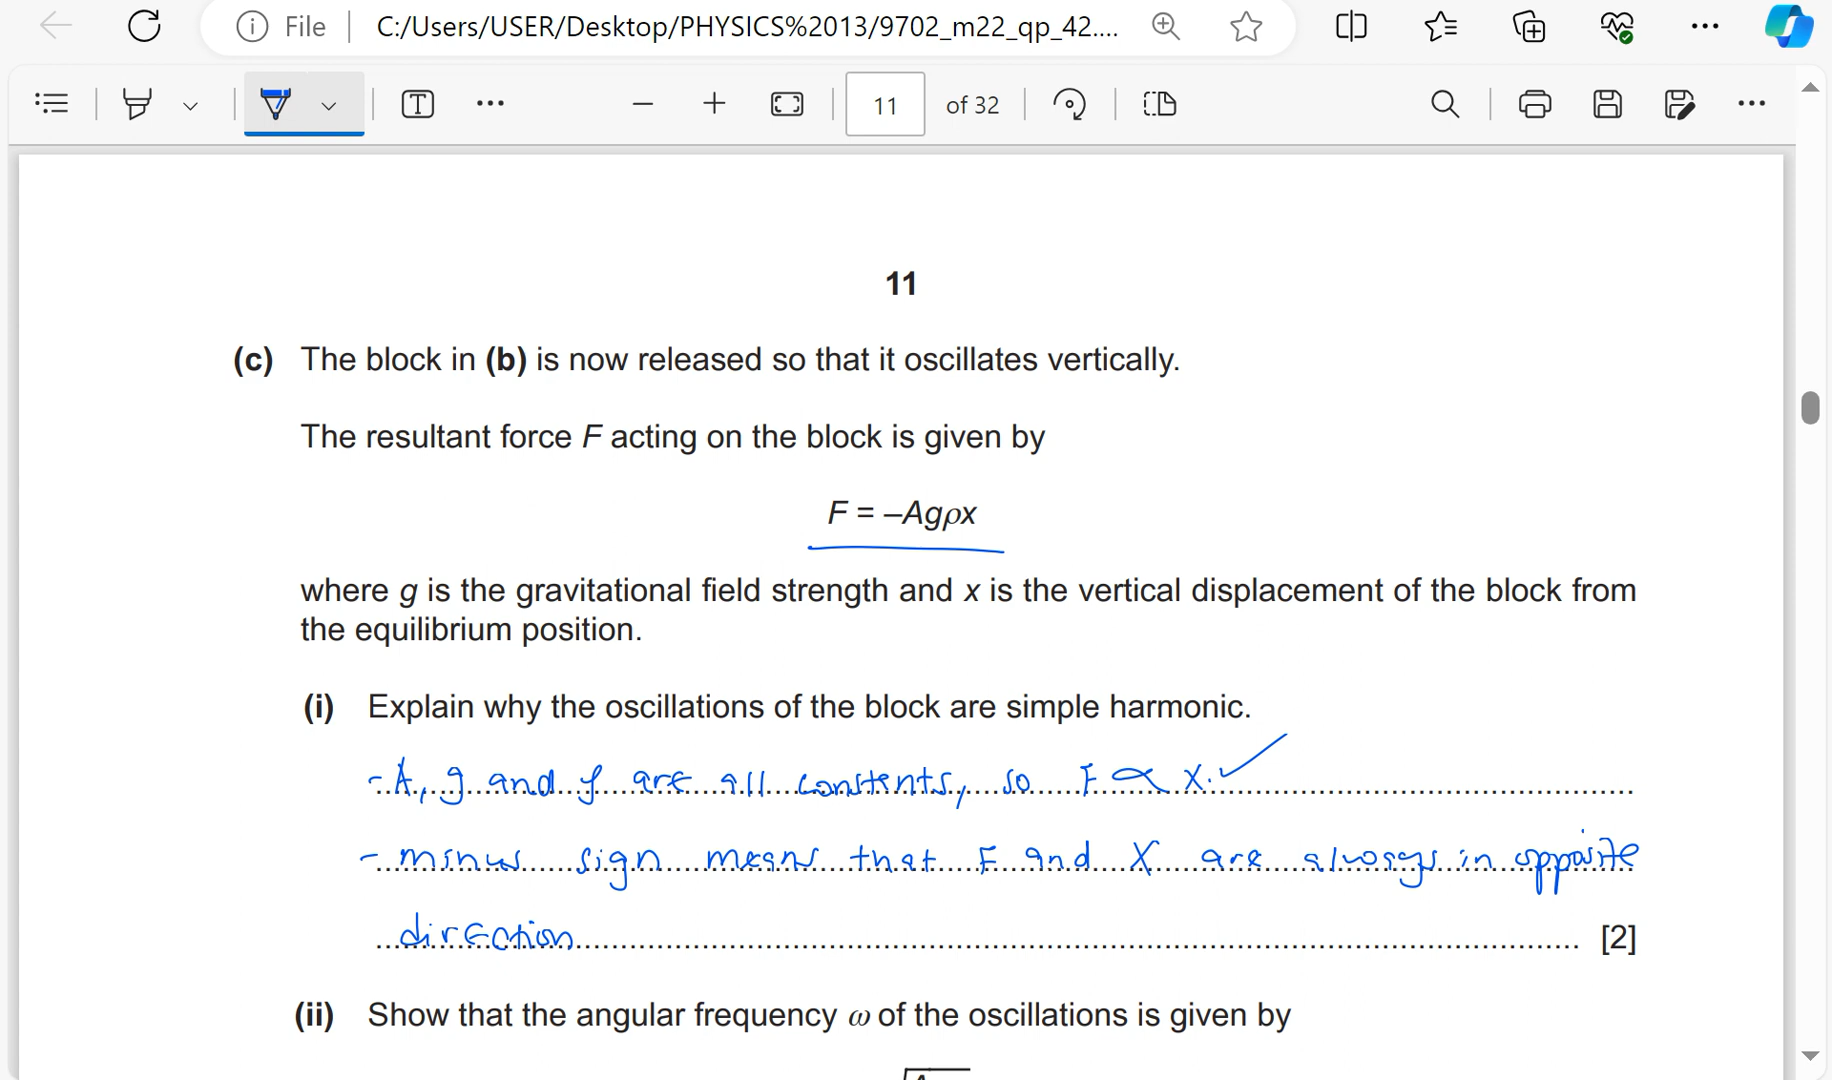 File C:/Users/USER/Desktop/PHYSICS%2013/9702_m22_qp_42....
11 of 32
11
(c) The block in (b) is now released so that it oscillates vertically.
The resultant force F acting on the block is given by
F = –Agρx
where g is the gravitational field strength and x is the vertical displacement of the block from
the equilibrium position.
(i) Explain why the oscillations of the block are simple harmonic.
- A, g and ρ are all constents, so F ∝ x.
- minus sign means that F and X are always in opposite
direction [2]
(ii) Show that the angular frequency ω of the oscillations is given by